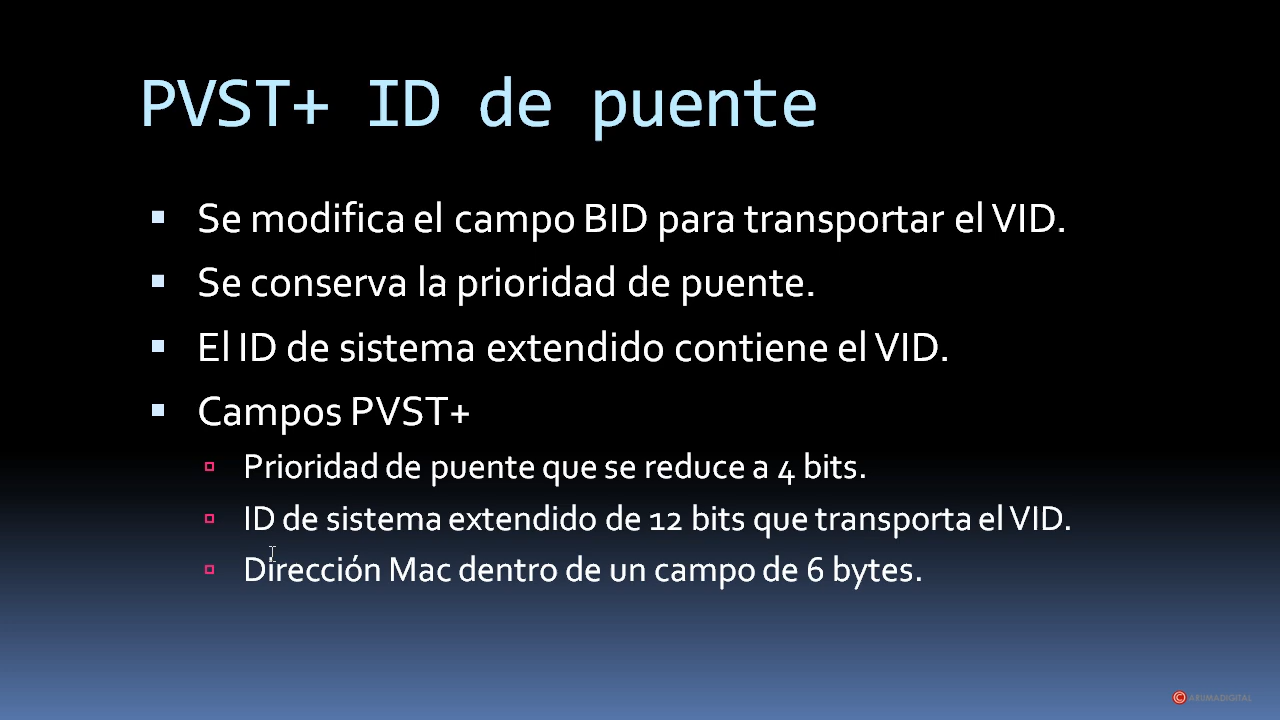 PVST+ ID de puente
Se modifica el campo BID para transportar el VID.
Se conserva la prioridad de puente.
El ID de sistema extendido contiene el VID.
Campos PVST+
Prioridad de puente que se reduce a 4 bits.
ID de sistema extendido de 12 bits que transporta el VID.
Dirección Mac dentro de un campo de 6 bytes.
© ARUMADIGITAL